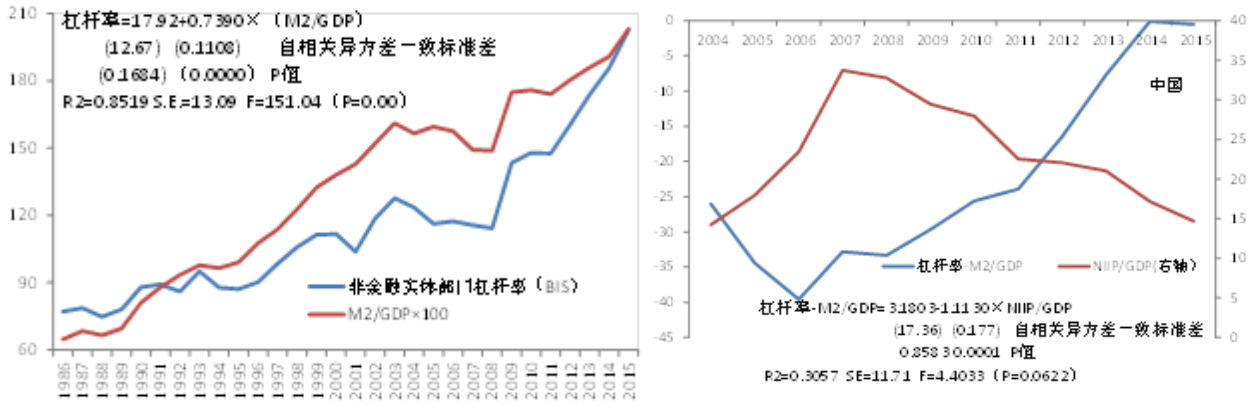 210
180
150
120
90
60
杠杆率=17.92+0.7390×（M2/GDP）
(12.67) (0.1108) 自相关异方差一致标准差
(0.1684) (0.0000) P值
R2=0.8519 S.E.=13.09 F=151.04（P=0.00）
非金融实体部门杠杆率（BIS）
M2/GDP×100
1986 1987 1988 1989 1990 1991 1992 1993 1994 1995 1996 1997 1998 1999 2000 2001 2002 2003 2004 2005 2006 2007 2008 2009 2010 2011 2012 2013 2014 2015
0
-5
-10
-15
-20
-25
-30
-35
-40
-45
2004 2005 2006 2007 2008 2009 2010 2011 2012 2013 2014 2015
40
35
30
25
20
15
10
5
0
中国
杠杆率-M2/GDP
NIIP/GDP(右轴)
杠杆率-M2/GDP=3.1803-1.1130×NIIP/GDP
(17.36) (0.177) 自相关异方差一致标准差
0.858 30.0001 P值
R2=0.3057 SE=11.71 F=4.4033（P=0.0622）